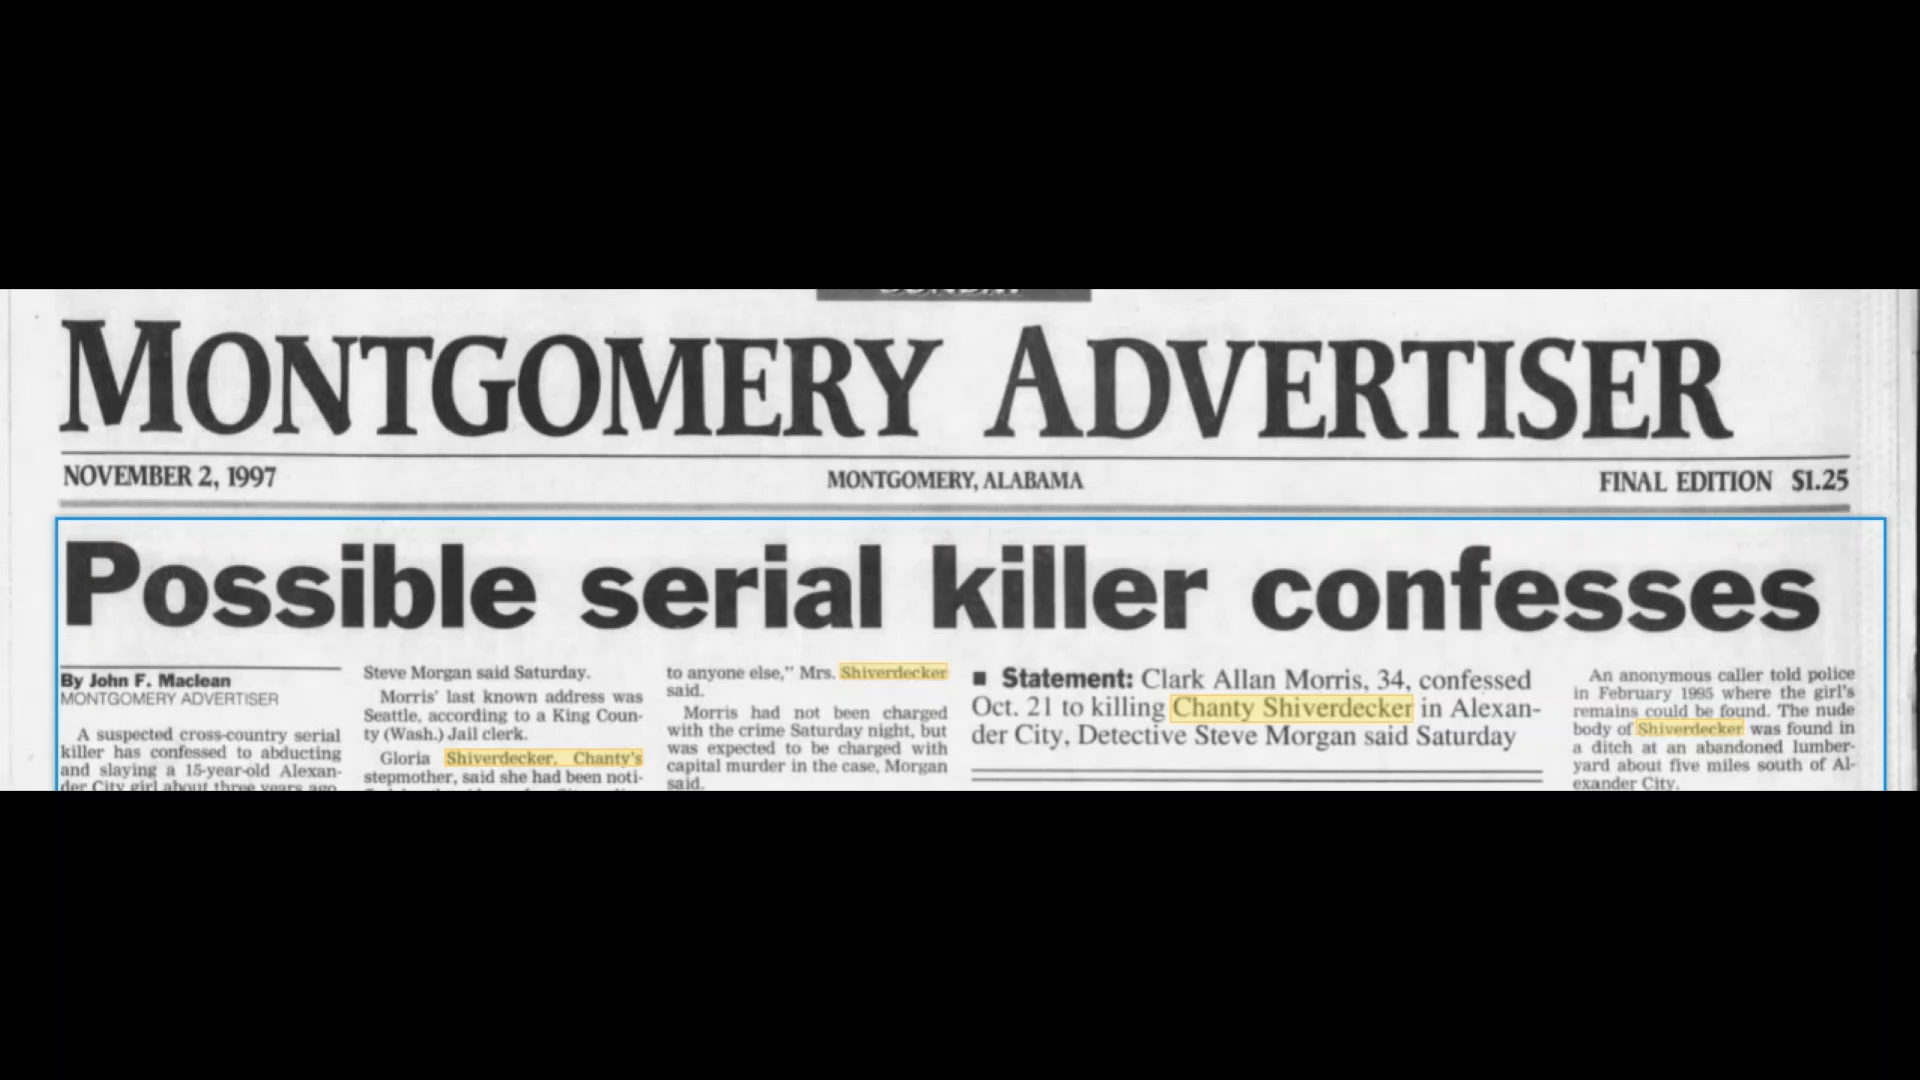 MONTGOMERY ADVERTISER
NOVEMBER 2, 1997
MONTGOMERY, ALABAMA
FINAL EDITION $1.25
Possible serial killer confesses
By John F. Maclean
MONTGOMERY ADVERTISER
A suspected cross-country serial
killer has confessed to abducting
and slaying a 15-year-old Alexan-
der City girl about three years ago,
Steve Morgan said Saturday.
Morris' last known address was
Seattle, according to a King Coun-
ty (Wash.) Jail clerk.
Gloria Shiverdecker, Chanty's
stepmother, said she had been noti-
to anyone else," Mrs. Shiverdecker
said.
Morris had not been charged
with the crime Saturday night, but
was expected to be charged with
capital murder in the case, Morgan
said.
■ Statement: Clark Allan Morris, 34, confessed
Oct. 21 to killing Chanty Shiverdecker in Alexan-
der City, Detective Steve Morgan said Saturday
An anonymous caller told police
in February 1995 where the girl's
remains could be found. The nude
body of Shiverdecker was found in
a ditch at an abandoned lumber-
yard about five miles south of Al-
exander City.